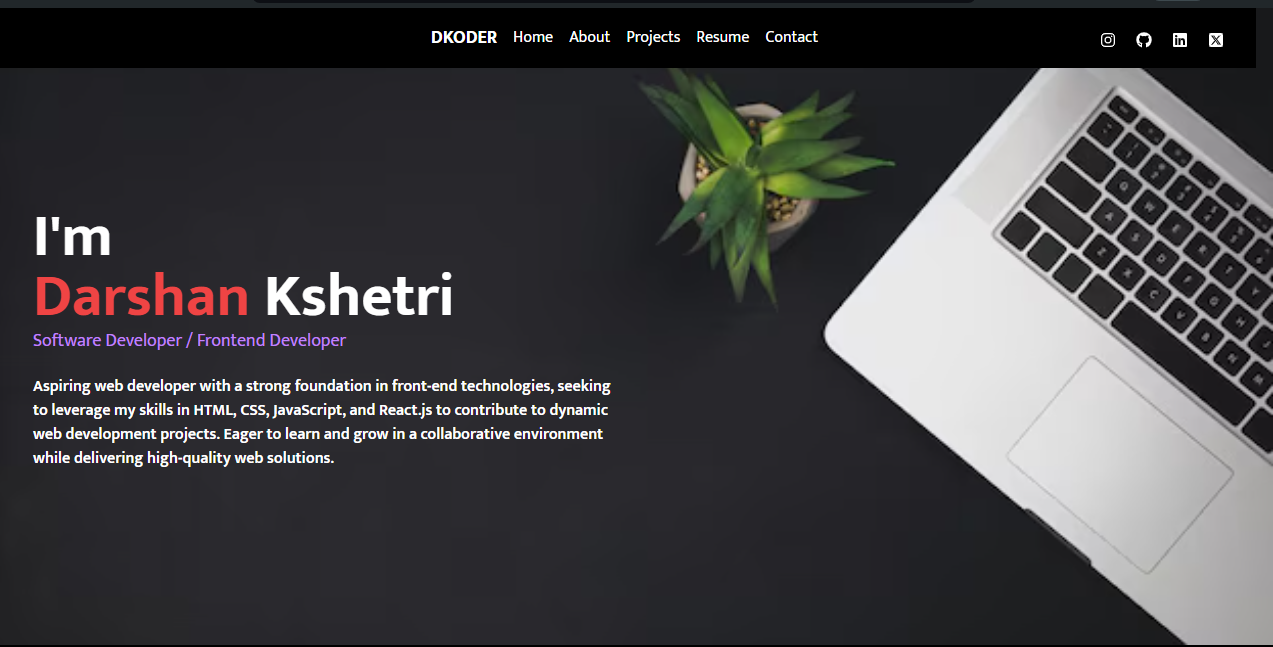 DKODER Home About Projects Resume Contact
I'm
Darshan Kshetri
Software Developer / Frontend Developer
Aspiring web developer with a strong foundation in front-end technologies, seeking
to leverage my skills in HTML, CSS, JavaScript, and React.js to contribute to dynamic
web development projects. Eager to learn and grow in a collaborative environment
while delivering high-quality web solutions.